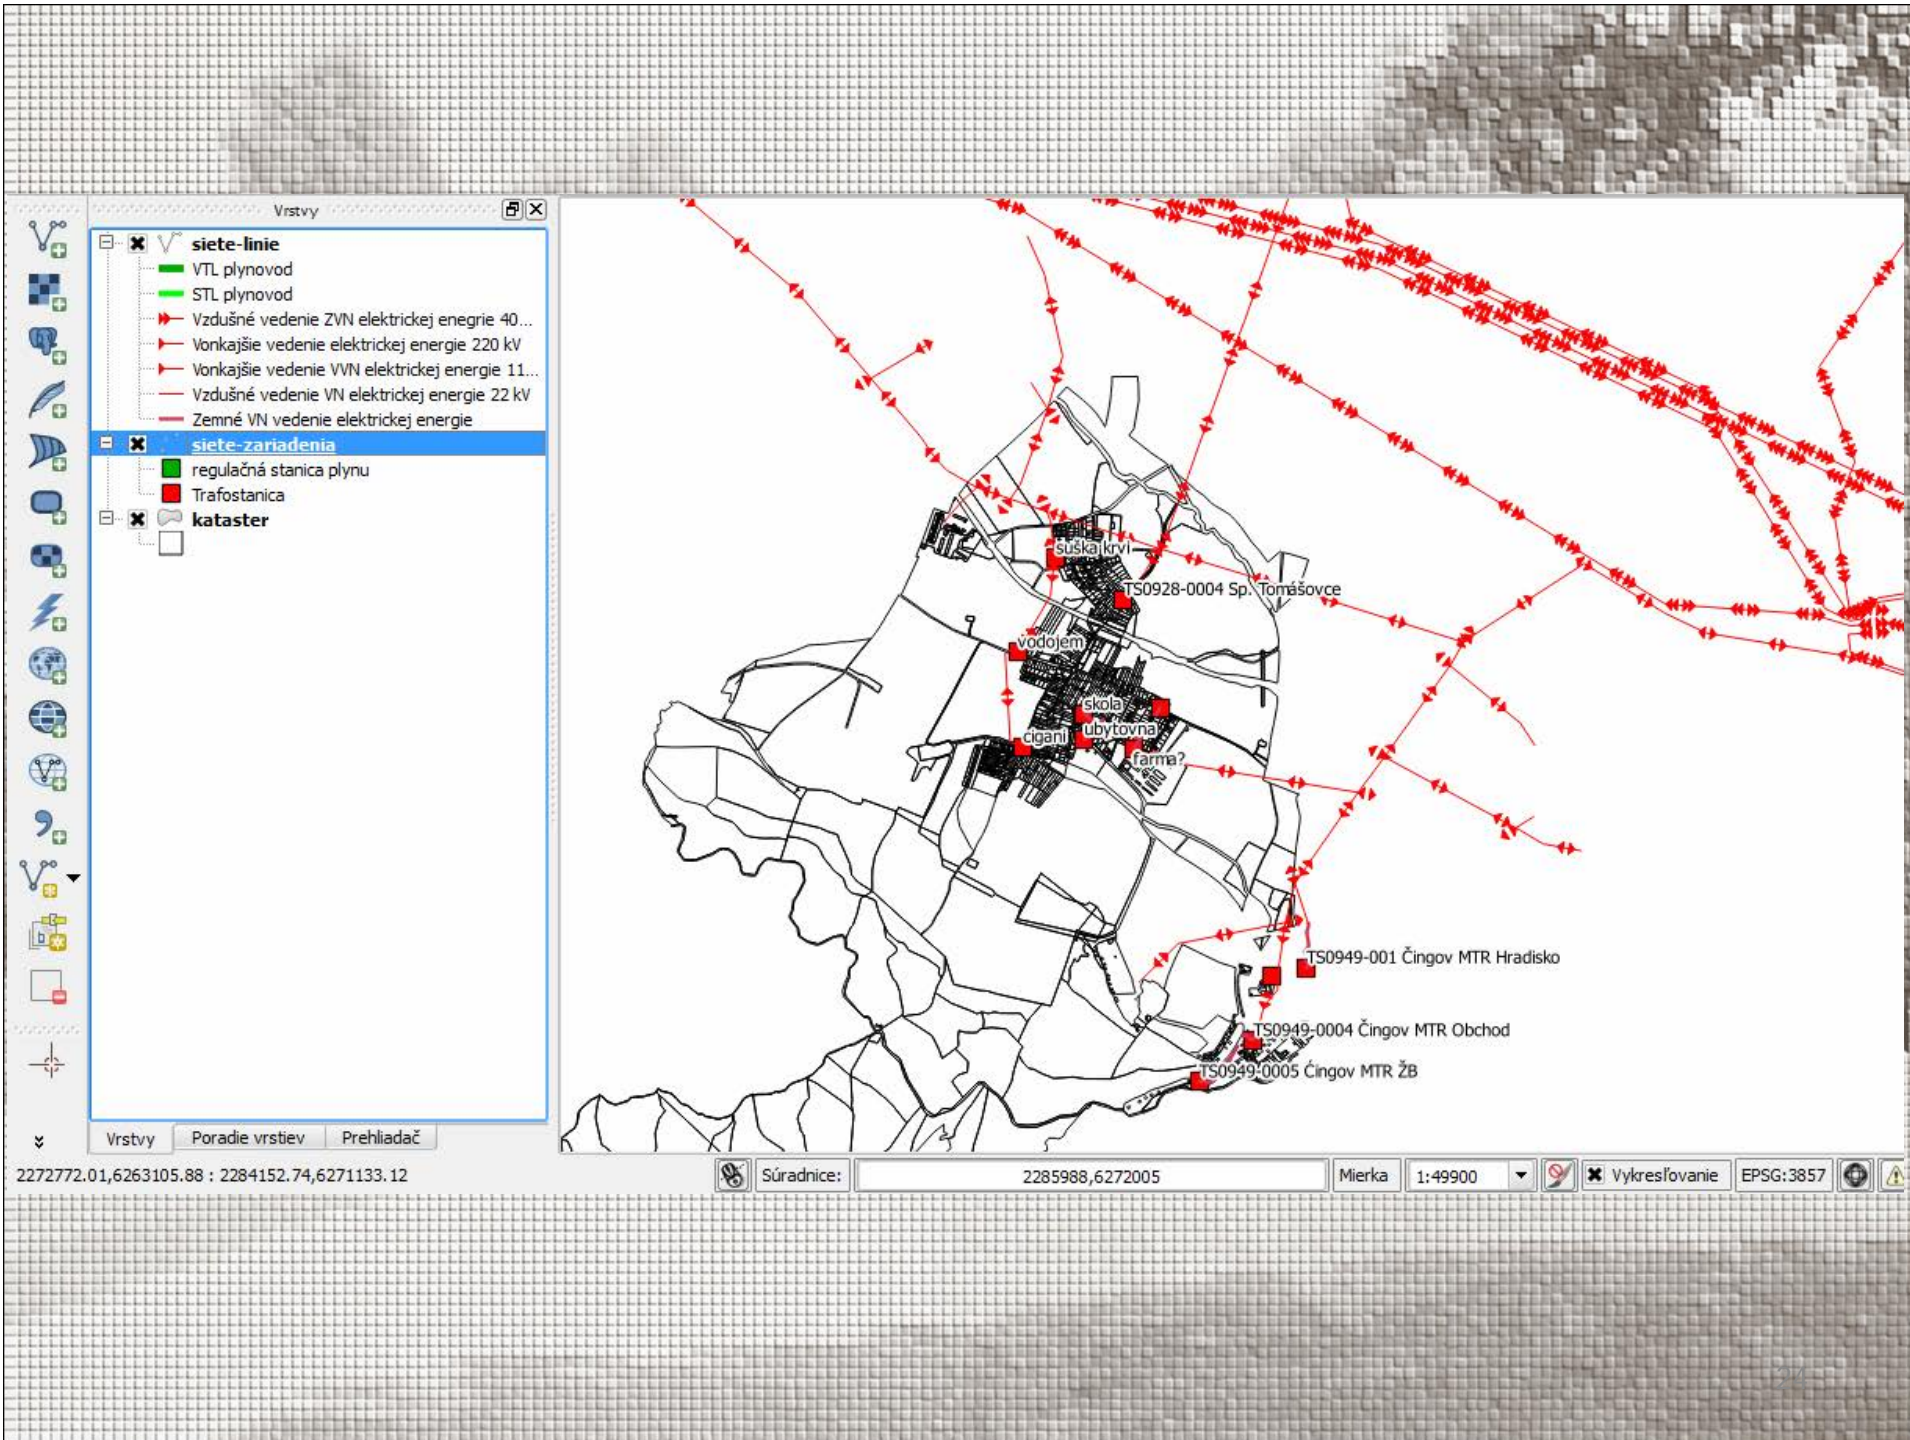 Vrstvy
siete-linie
VTL plynovod
STL plynovod
Vzdušné vedenie ZVN elektrickej enegrie 40...
Vonkajšie vedenie elektrickej energie 220 kV
Vonkajšie vedenie VVN elektrickej energie 11...
Vzdušné vedenie VN elektrickej energie 22 kV
Zemné VN vedenie elektrickej energie
siete-zariadenia
regulačná stanica plynu
Trafostanica
kataster
suška krvi
TS0928-0004 Sp. Tomášovce
vodojem
skola
ubytovna
cigani
farma?
TS0949-001 Čingov MTR Hradisko
TS0949-0004 Čingov MTR Obchod
TS0949-0005 Čingov MTR ŽB
Vrstvy
Poradie vrstiev
Prehliadač
2272772.01,6263105.88 : 2284152.74,6271133.12
Súradnice:
2285988,6272005
Mierka
1:49900
Vykresľovanie
EPSG:3857
24